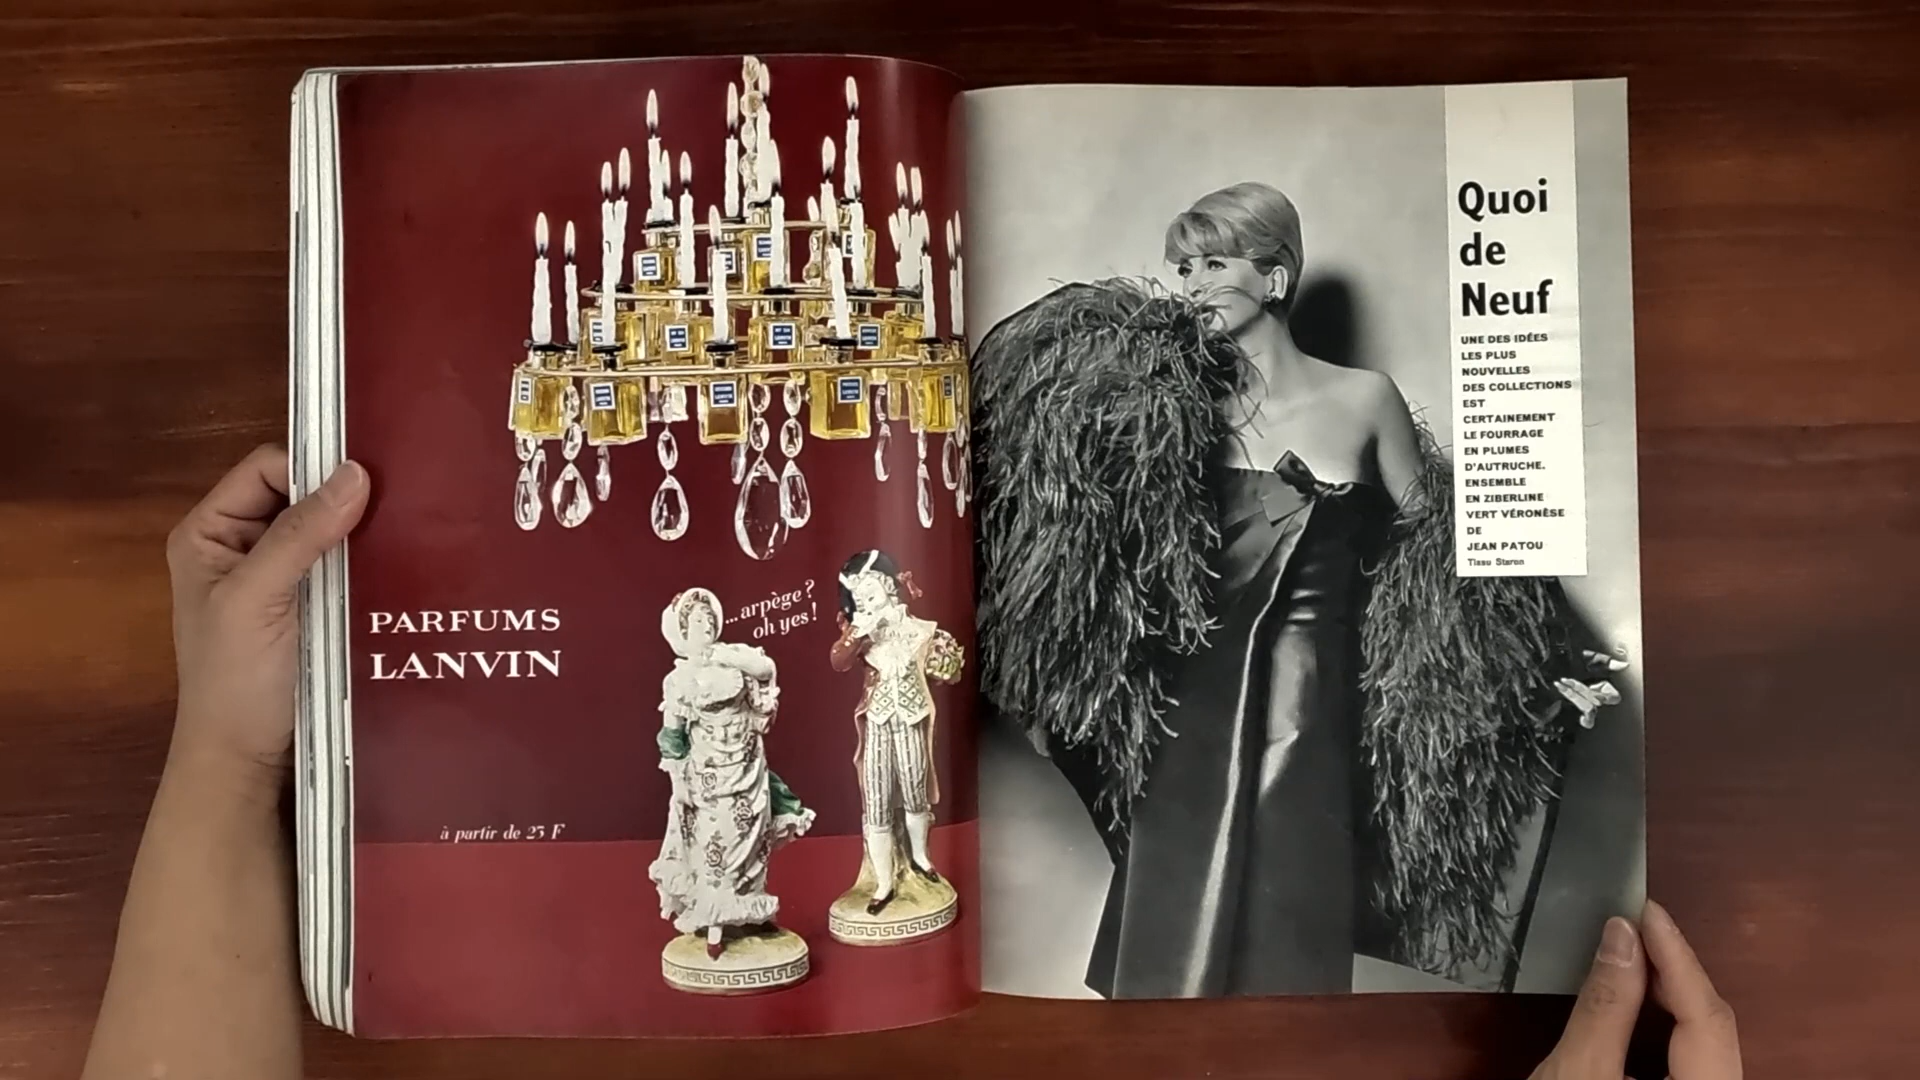 PARFUMS
LANVIN
...arpège?
oh yes!
à partir de 25 F
Quoi
de
Neuf
UNE DES IDÉES
LES PLUS
NOUVELLES
DES COLLECTIONS
EST
CERTAINEMENT
LE FOURRAGE
EN PLUMES
D'AUTRUCHE.
ENSEMBLE
EN ZIBERLINE
VERT VÉRONÈSE
DE
JEAN PATOU
Tissu Staron